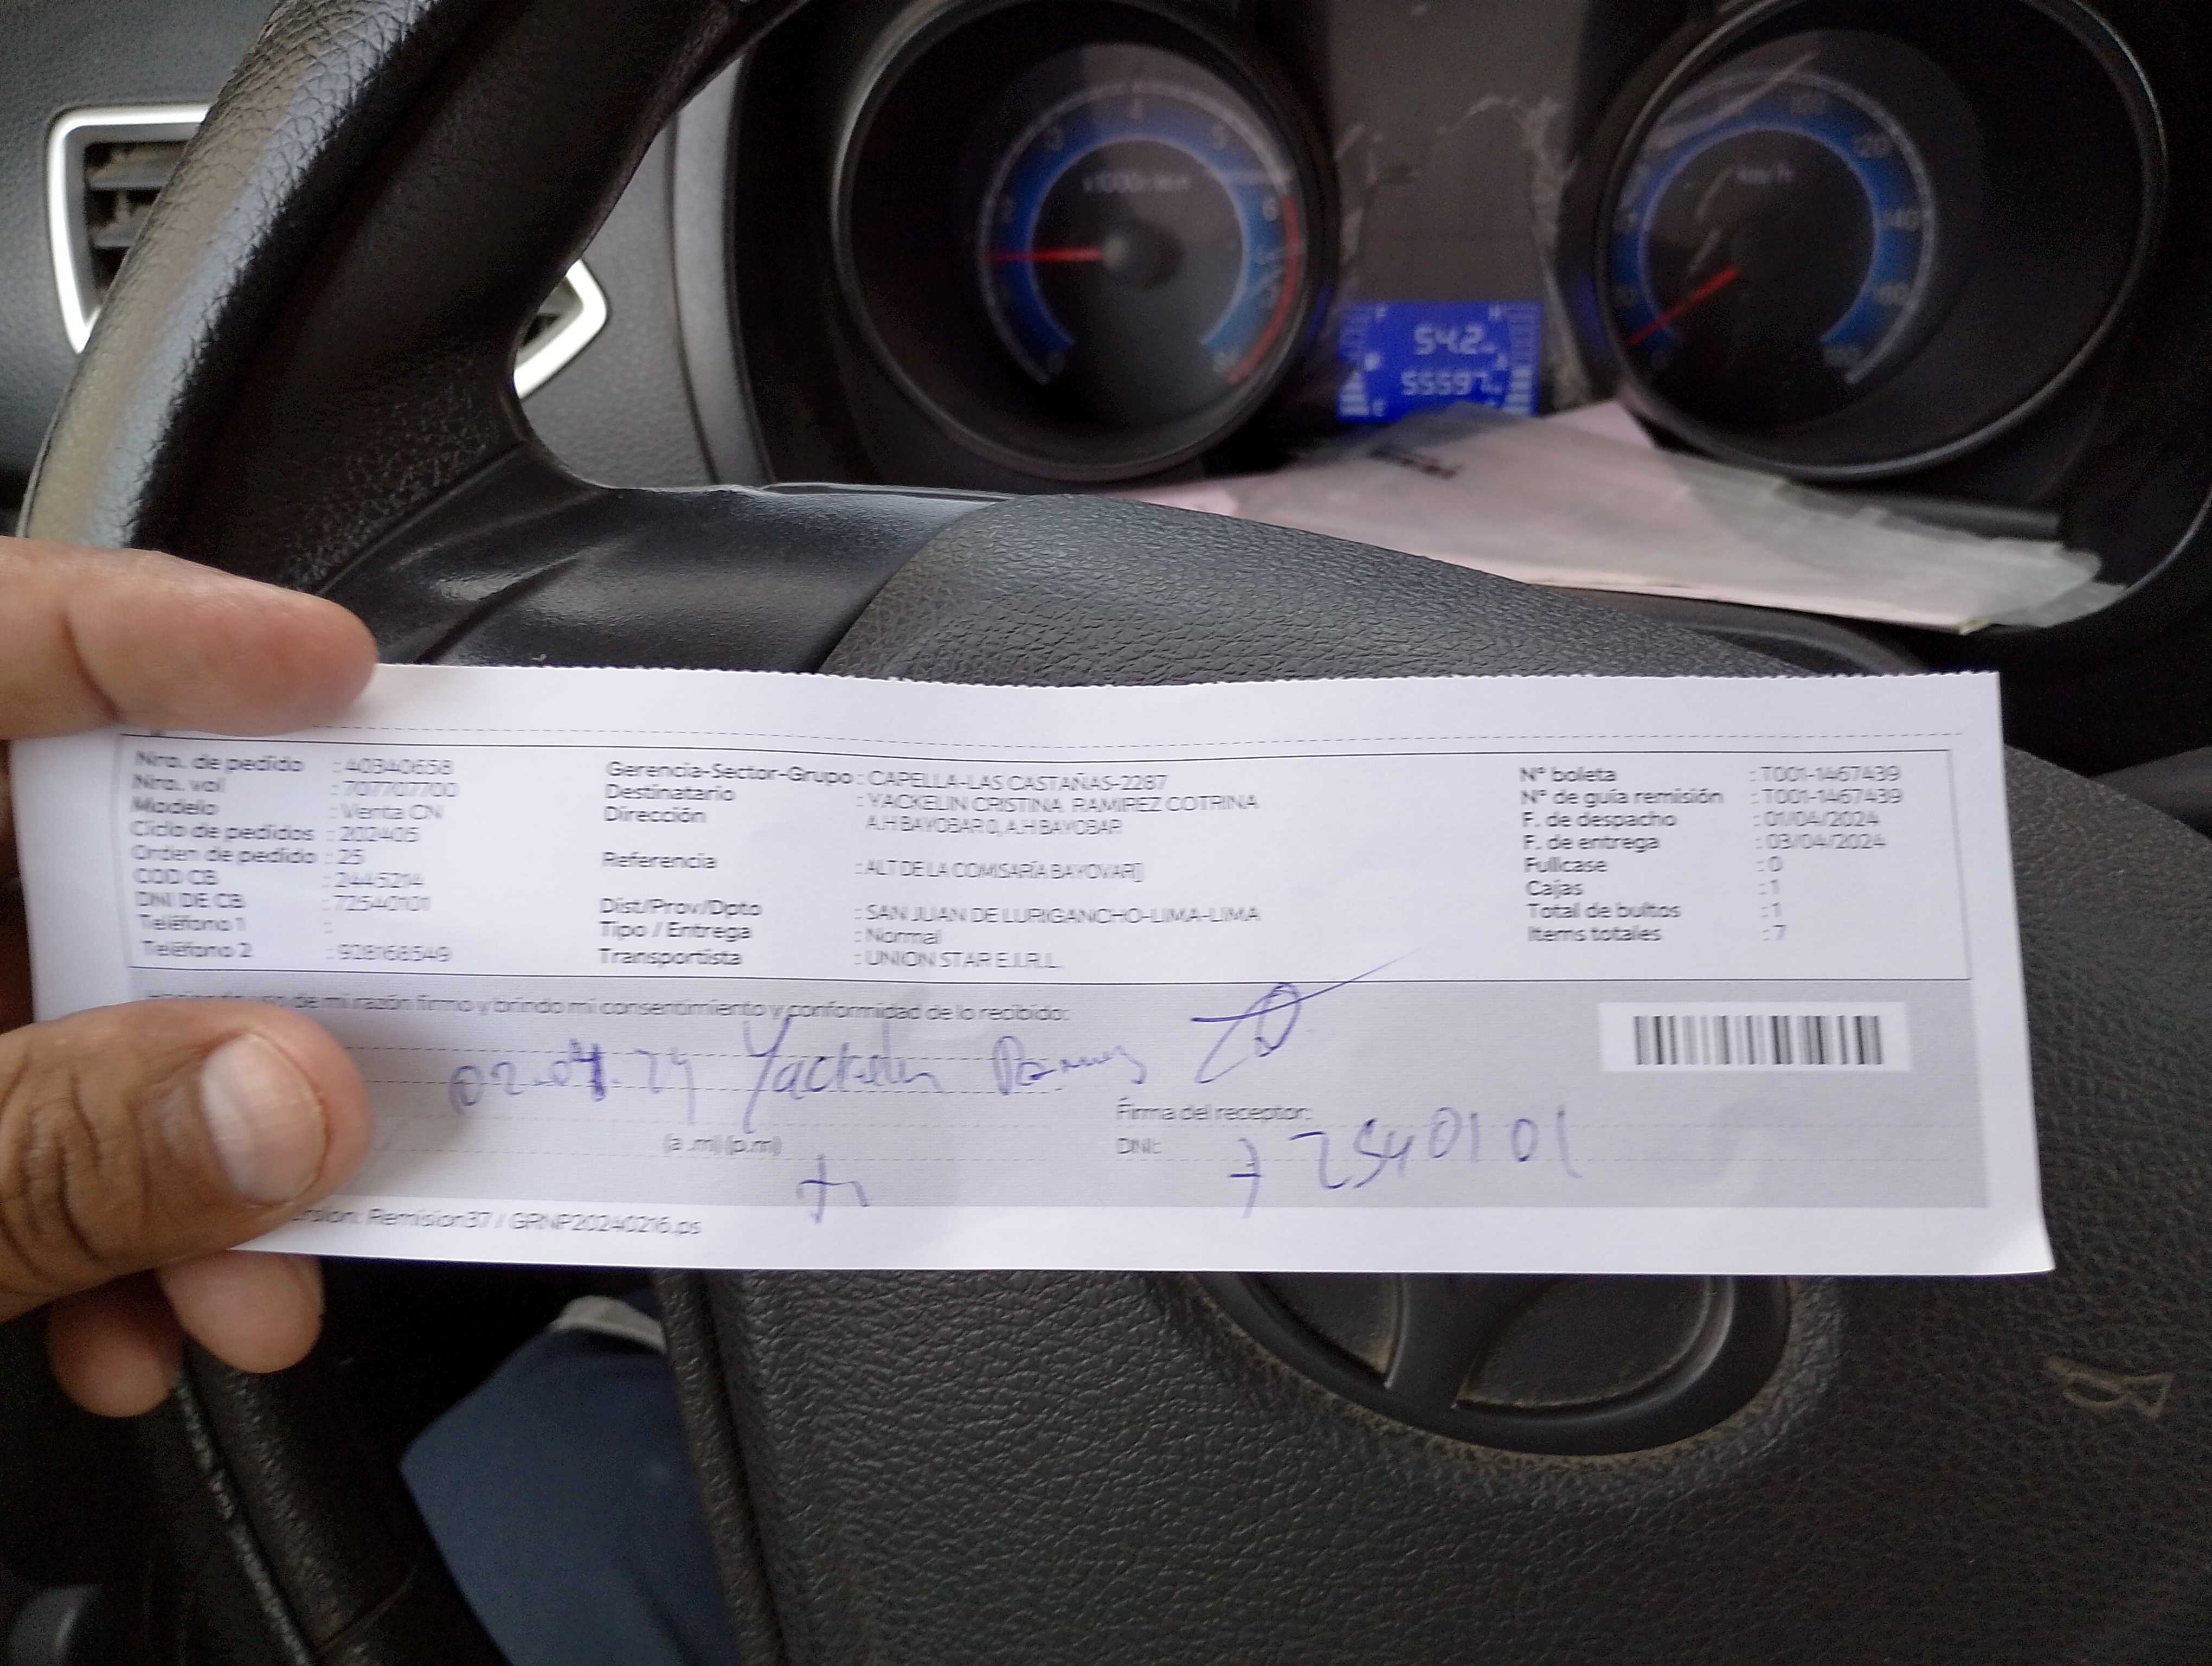 54.2
55597
Nro. de pedido : 40340658
Nro. vol : 707707700
Modelo : Venta CN
Ciclo de pedidos : 202405
Orden de pedido : 25
COD CB : 2445214
DNI DE CB : 72540101
Teléfono 1 :
Teléfono 2 : 928168549
Gerencia-Sector-Grupo : CAPELLA-LAS CASTAÑAS-2287
Destinatario : YACKELIN CRISTINA RAMIREZ COTRINA
Dirección A.H BAYOBAR 0, A.H BAYOBAR
Referencia : ALT DE LA COMISARÍA BAYOVAR]
Dist/Prov/Dpto : SAN JUAN DE LURIGANCHO-LIMA-LIMA
Tipo / Entrega : Normal
Transportista : UNION STAR E.I.R.L.
N° boleta : T001-1467439
N° de guía remisión : T001-1467439
F. de despacho : 01/04/2024
F. de entrega : 03/04/2024
Fullcase : 0
Cajas : 1
Total de bultos : 1
Items totales : 7
de mi razón firmo y brindo mi consentimiento y conformidad de lo recibido:
02.04.24 Yackelin
Firma del receptor:
(a .m) (p.m)
DNI: 72540101
Remision37 / GRNP20240216.ps